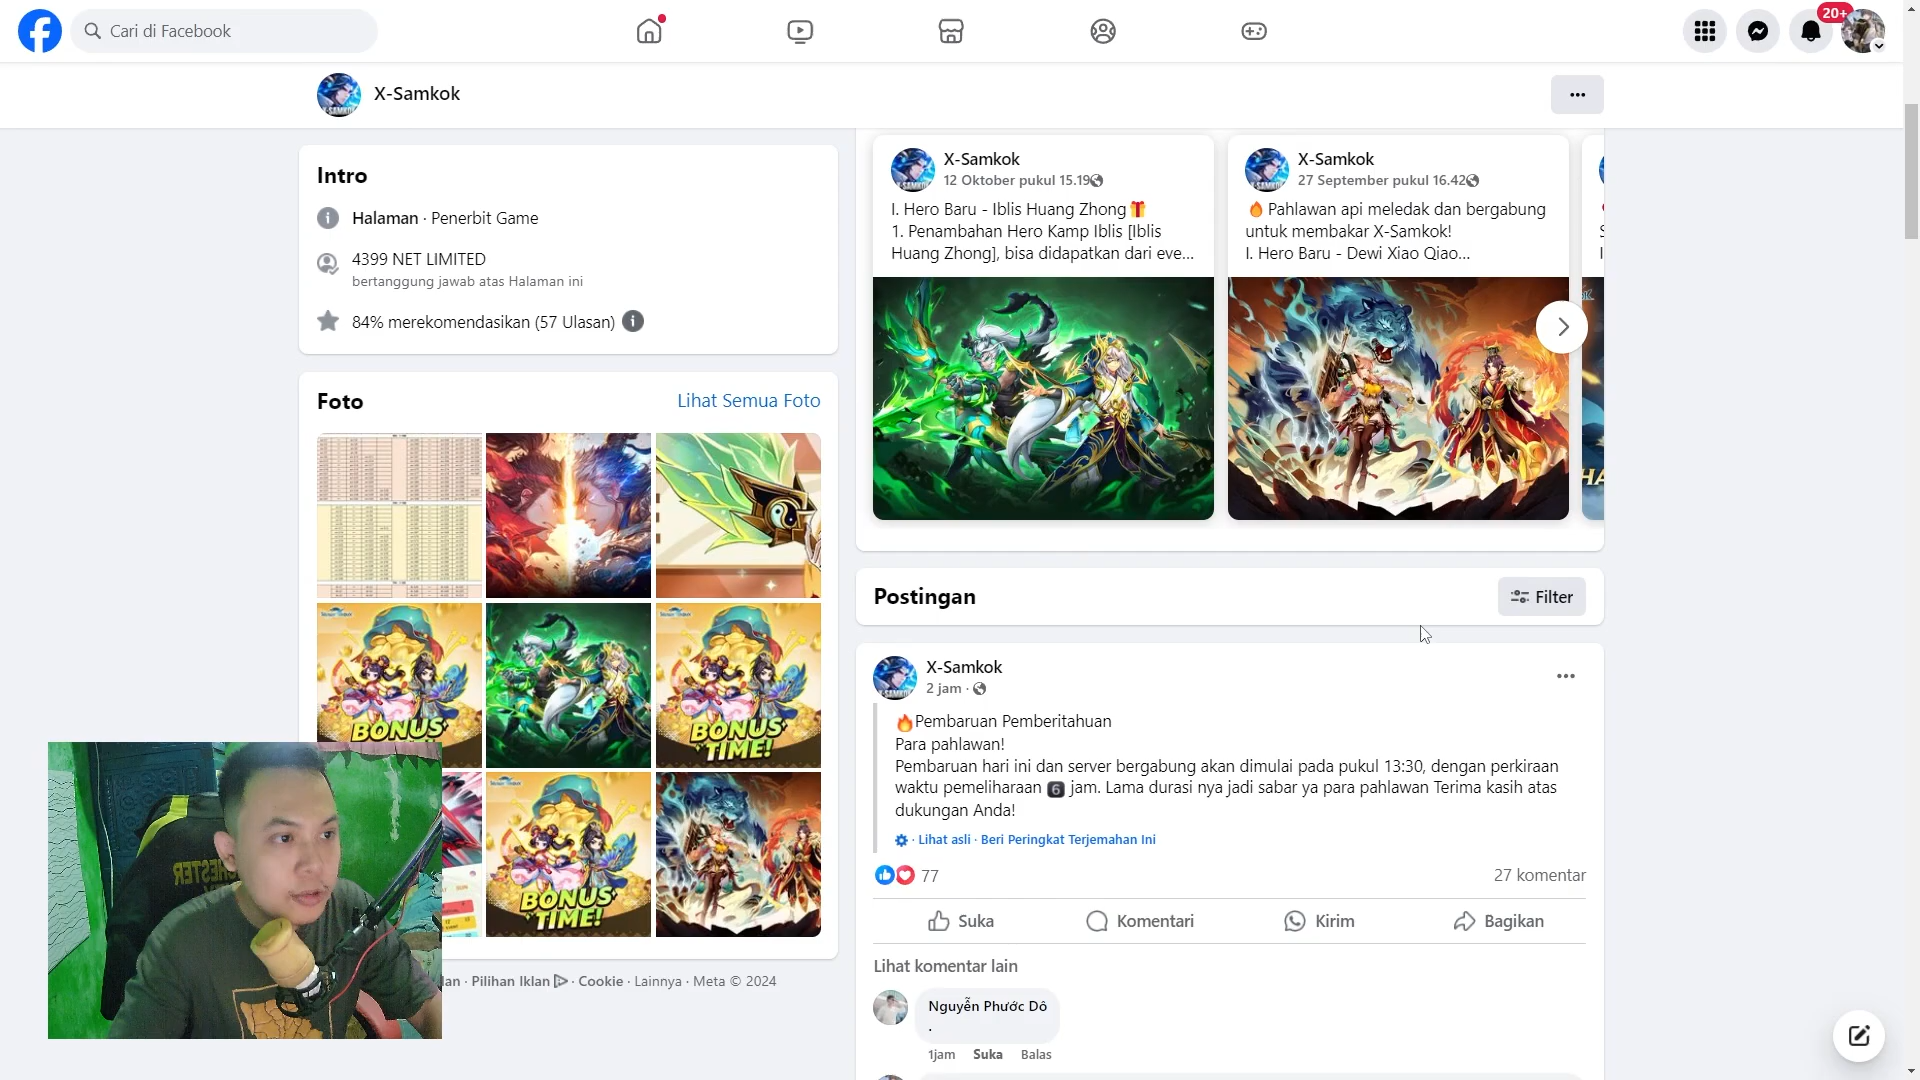 Cari di Facebook
20+
X-Samkok
Intro
Halaman · Penerbit Game
4399 NET LIMITED
bertanggung jawab atas Halaman ini
84% merekomendasikan (57 Ulasan)
Foto
Lihat Semua Foto
BONUS TIME!
BONUS TIME!
BONUS TIME!
lan · Pilihan Iklan · Cookie · Lainnya · Meta © 2024
X-Samkok
12 Oktober pukul 15.19
I. Hero Baru - Iblis Huang Zhong🎁
1. Penambahan Hero Kamp Iblis [Iblis
Huang Zhong], bisa didapatkan dari eve...
X-Samkok
27 September pukul 16.42
🔥Pahlawan api meledak dan bergabung
untuk membakar X-Samkok!
I. Hero Baru - Dewi Xiao Qiao...
Postingan
Filter
X-Samkok
2 jam ·
🔥Pembaruan Pemberitahuan
Para pahlawan!
Pembaruan hari ini dan server bergabung akan dimulai pada pukul 13:30, dengan perkiraan
waktu pemeliharaan 6 jam. Lama durasi nya jadi sabar ya para pahlawan Terima kasih atas
dukungan Anda!
· Lihat asli · Beri Peringkat Terjemahan Ini
77
27 komentar
Suka
Komentari
Kirim
Bagikan
Lihat komentar lain
Nguyễn Phước Dô
.
1jam Suka Balas